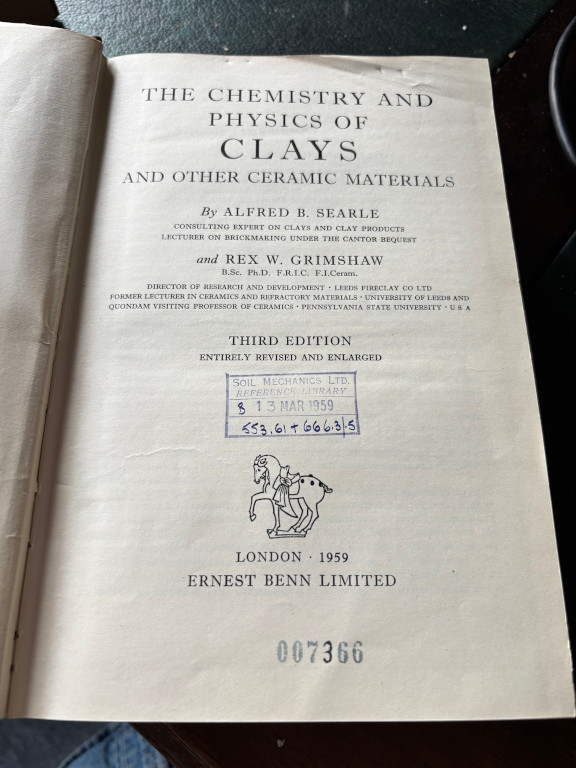 THE CHEMISTRY AND
PHYSICS OF
CLAYS
AND OTHER CERAMIC MATERIALS
By ALFRED B. SEARLE
CONSULTING EXPERT ON CLAYS AND CLAY PRODUCTS
LECTURER ON BRICKMAKING UNDER THE CANTOR BEQUEST
and REX W. GRIMSHAW
B.Sc. Ph.D. F.R.I.C. F.I.Ceram.
DIRECTOR OF RESEARCH AND DEVELOPMENT · LEEDS FIRECLAY CO LTD
FORMER LECTURER IN CERAMICS AND REFRACTORY MATERIALS · UNIVERSITY OF LEEDS AND
QUONDAM VISITING PROFESSOR OF CERAMICS · PENNSYLVANIA STATE UNIVERSITY · U S A
THIRD EDITION
ENTIRELY REVISED AND ENLARGED
SOIL MECHANICS LTD.
REFERENCE LIBRARY
8 13 MAR 1959
553.61 + 666.3/.5
LONDON · 1959
ERNEST BENN LIMITED
007366